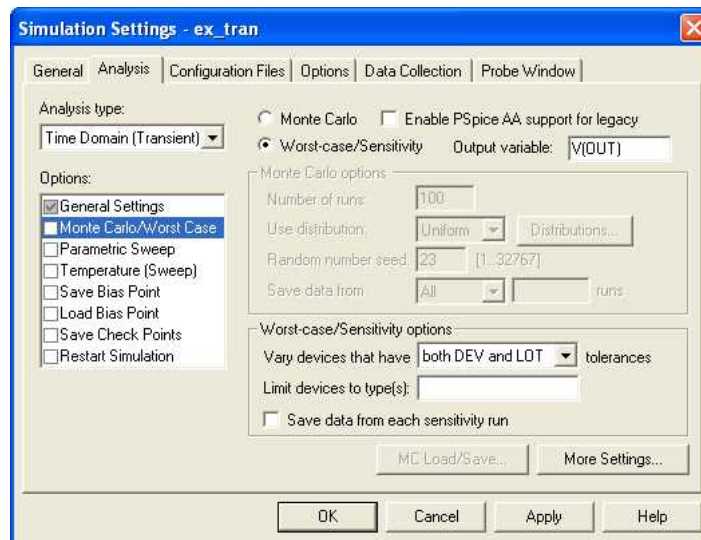 Simulation Settings - ex_tran
General Analysis Configuration Files Options Data Collection Probe Window
Analysis type:
Time Domain (Transient)
Options:
General Settings
Monte Carlo/Worst Case
Parametric Sweep
Temperature (Sweep)
Save Bias Point
Load Bias Point
Save Check Points
Restart Simulation
Monte Carlo Enable PSpice AA support for legacy
Worst-case/Sensitivity Output variable: V(OUT)
Monte Carlo options
Number of runs: 100
Use distribution: Uniform Distributions...
Random number seed: 23 [1..32767]
Save data from All runs
Worst-case/Sensitivity options
Vary devices that have both DEV and LOT tolerances
Limit devices to type(s):
Save data from each sensitivity run
MC Load/Save... More Settings...
OK Cancel Apply Help